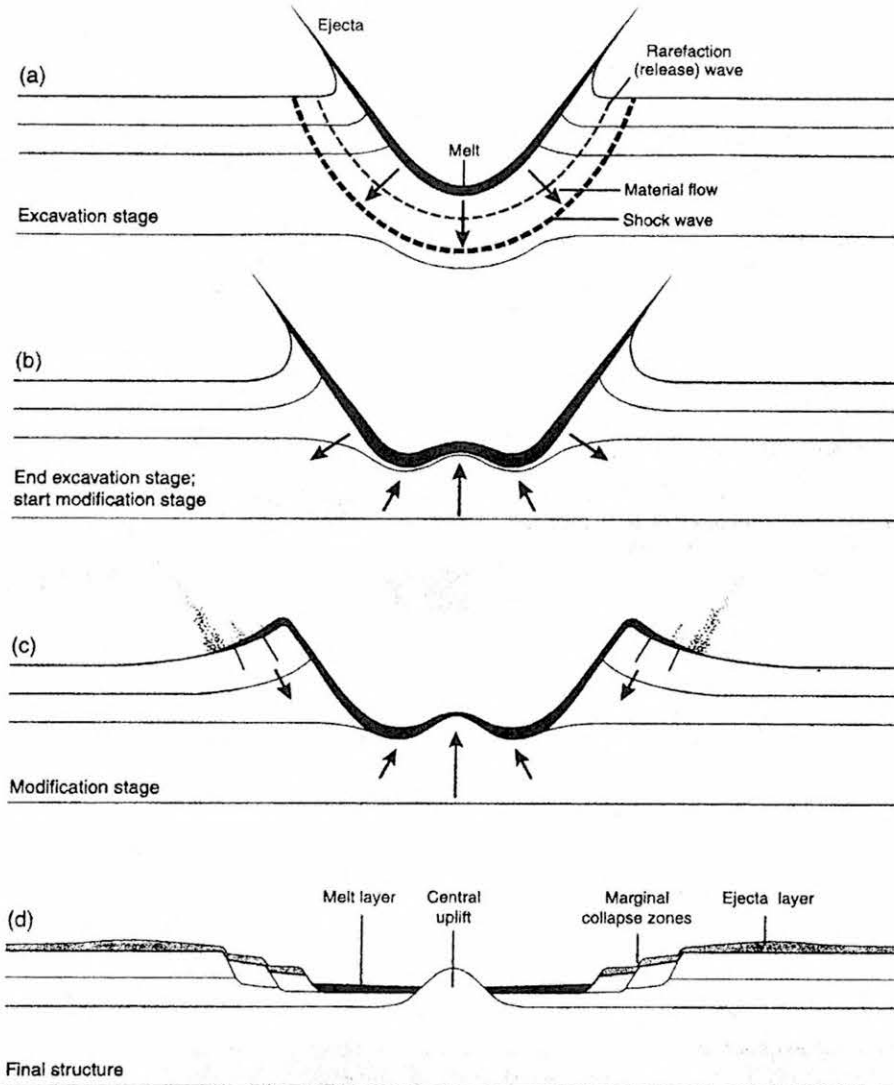 Ejecta
(a)
Rarefaction
(release) wave
Melt
Material flow
Shock wave
Excavation stage
(b)
End excavation stage;
start modification stage
(c)
Modification stage
(d)
Melt layer
Central
uplift
Marginal
collapse zones
Ejecta layer
Final structure